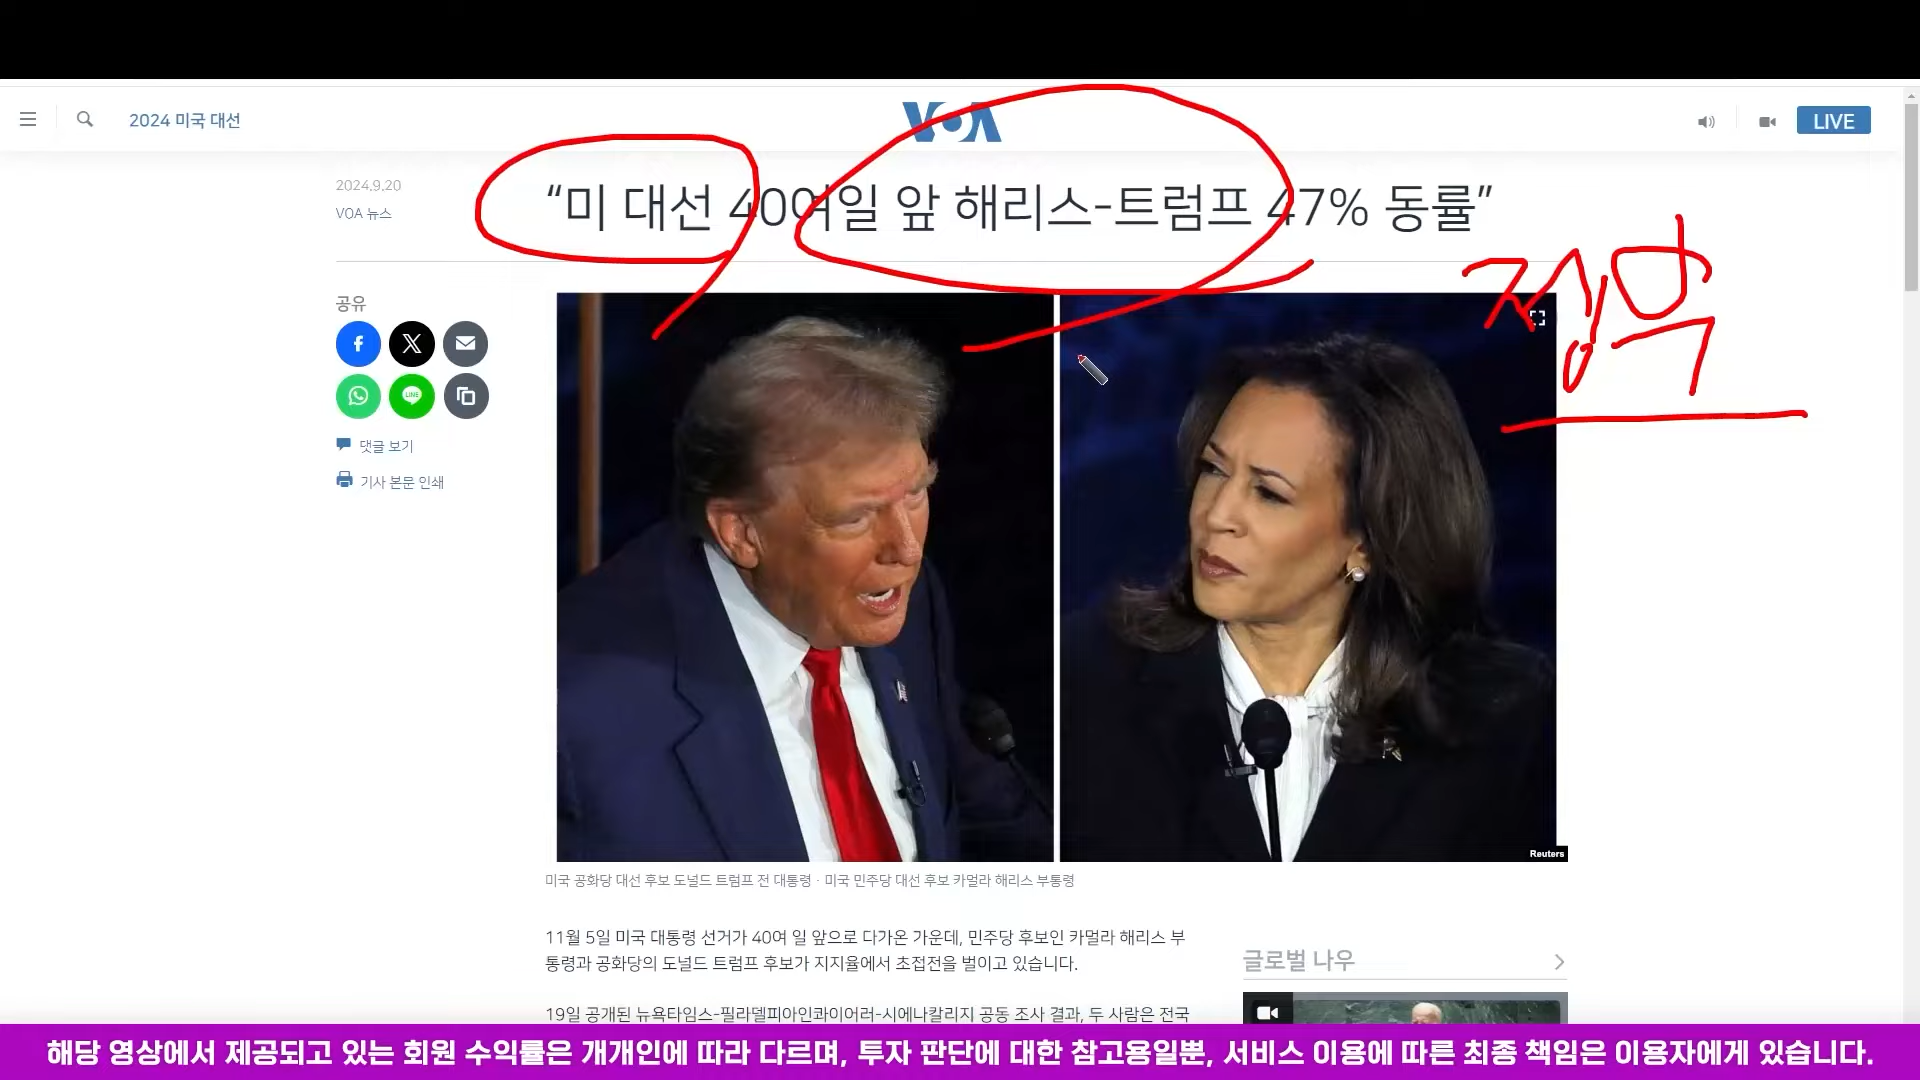 2024 미국 대선
VOA
LIVE
2024.9.20
VOA 뉴스
“미 대선 40여일 앞 해리스-트럼프 47% 동률”
정약
공유
LINE
댓글 보기
기사 본문 인쇄
Reuters
미국 공화당 대선 후보 도널드 트럼프 전 대통령 · 미국 민주당 대선 후보 카멀라 해리스 부통령
11월 5일 미국 대통령 선거가 40여 일 앞으로 다가온 가운데, 민주당 후보인 카멀라 해리스 부
통령과 공화당의 도널드 트럼프 후보가 지지율에서 초접전을 벌이고 있습니다.
글로벌 나우
19일 공개된 뉴욕타임스-필라델피아인콰이어러-시에나칼리지 공동 조사 결과, 두 사람은 전국
해당 영상에서 제공되고 있는 회원 수익률은 개개인에 따라 다르며, 투자 판단에 대한 참고용일뿐, 서비스 이용에 따른 최종 책임은 이용자에게 있습니다.